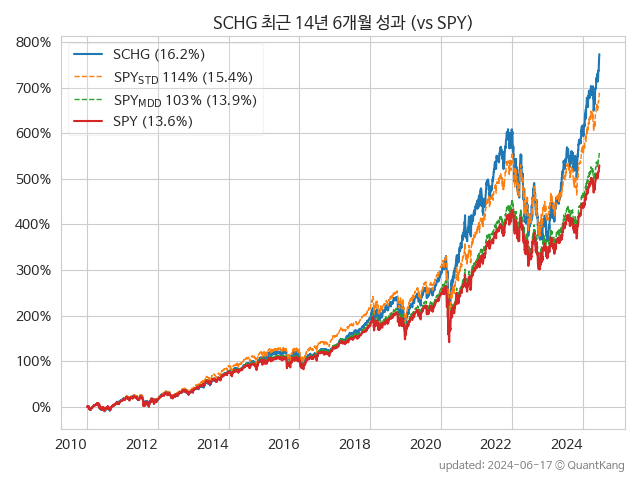 SCHG 최근 14년 6개월 성과 (vs SPY)
800%
700%
600%
500%
400%
300%
200%
100%
0%
SCHG (16.2%)
SPY_STD 114% (15.4%)
SPY_MDD 103% (13.9%)
SPY (13.6%)
2010 2012 2014 2016 2018 2020 2022 2024
updated: 2024-06-17 © QuantKang